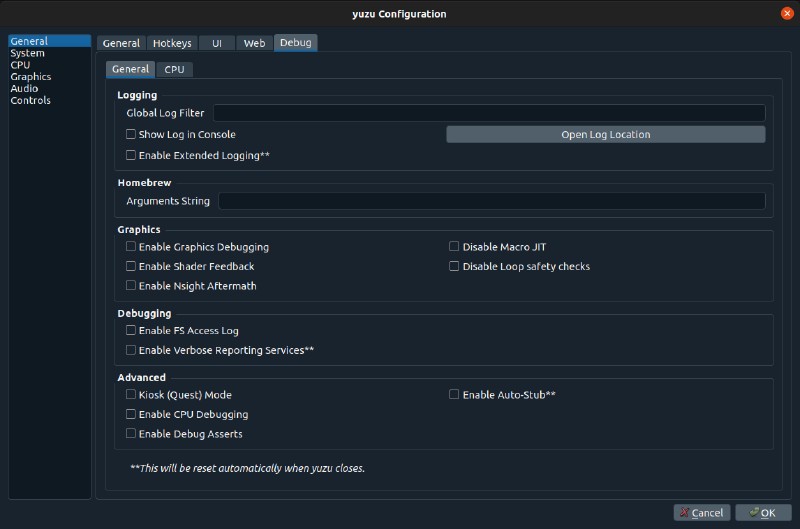 yuzu Configuration
General
System
CPU
Graphics
Audio
Controls
General Hotkeys UI Web Debug
General CPU
Logging
Global Log Filter
Show Log in Console Open Log Location
Enable Extended Logging**
Homebrew
Arguments String
Graphics
Enable Graphics Debugging Disable Macro JIT
Enable Shader Feedback Disable Loop safety checks
Enable Nsight Aftermath
Debugging
Enable FS Access Log
Enable Verbose Reporting Services**
Advanced
Kiosk (Quest) Mode Enable Auto-Stub**
Enable CPU Debugging
Enable Debug Asserts
**This will be reset automatically when yuzu closes.
Cancel OK